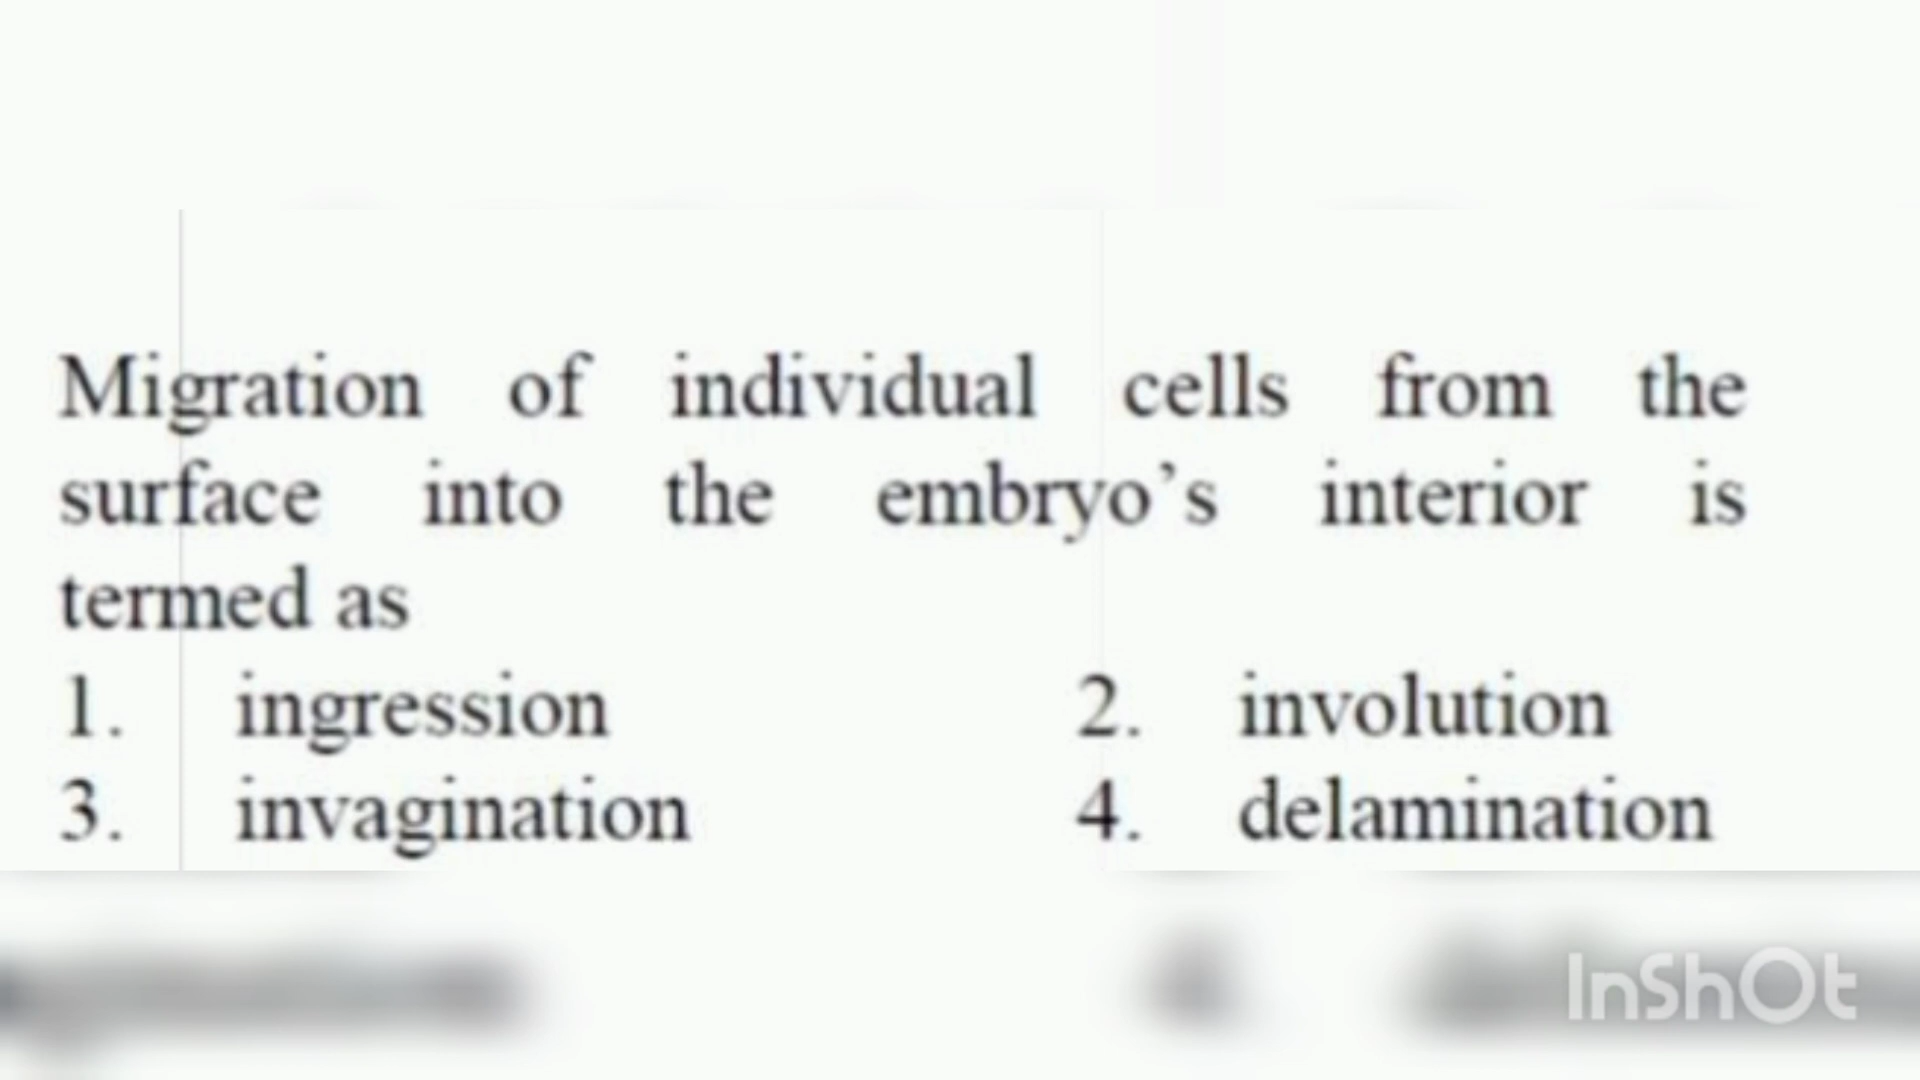 Migration of individual cells from the
surface into the embryo’s interior is
termed as
1. ingression 2. involution
3. invagination 4. delamination
InShOt